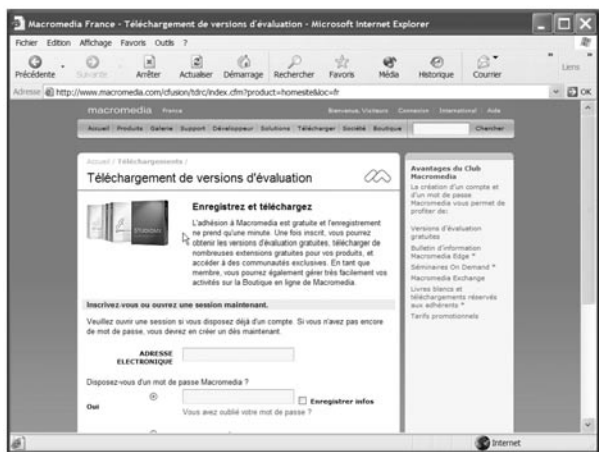 Macromedia France - Téléchargement de versions d'évaluation - Microsoft Internet Explorer
Fichier Edition Affichage Favoris Outils ?
Précédente Suivante Arrêter Actualiser Démarrage Rechercher Favoris Média Historique Courrier Liens
Adresse http://www.macromedia.com/cfusion/tdrc/index.cfm?product=homesite&loc=fr OK
macromedia France Bienvenue, Visiteurs Connexion International Aide
Accueil Produits Galerie Support Développeur Solutions Télécharger Société Boutique Chercher
Accueil / Téléchargements /
Téléchargement de versions d'évaluation
Enregistrez et téléchargez
L'adhésion à Macromedia est gratuite et l'enregistrement
ne prend qu'une minute. Une fois inscrit, vous pourrez
obtenir les versions d'évaluation gratuites, télécharger de
nombreuses extensions gratuites pour vos produits, et
accéder à des communautés exclusives. En tant que
membre, vous pourrez également gérer très facilement vos
activités sur la Boutique en ligne de Macromedia.
Inscrivez-vous ou ouvrez une session maintenant.
Veuillez ouvrir une session si vous disposez déjà d'un compte. Si vous n'avez pas encore
de mot de passe, vous devrez en créer un dès maintenant.
ADRESSE
ELECTRONIQUE
Disposez-vous d'un mot de passe Macromedia ?
Oui Enregistrer infos
Vous avez oublié votre mot de passe ?
Avantages du Club
Macromedia
La création d'un compte et
d'un mot de passe
Macromedia vous permet de
profiter de:
Versions d'évaluation
gratuites
Bulletin d'information
Macromedia Edge *
Séminaires On Demand *
Macromedia Exchange
Livres blancs et
téléchargements réservés
aux adhérents *
Tarifs promotionnels
Internet